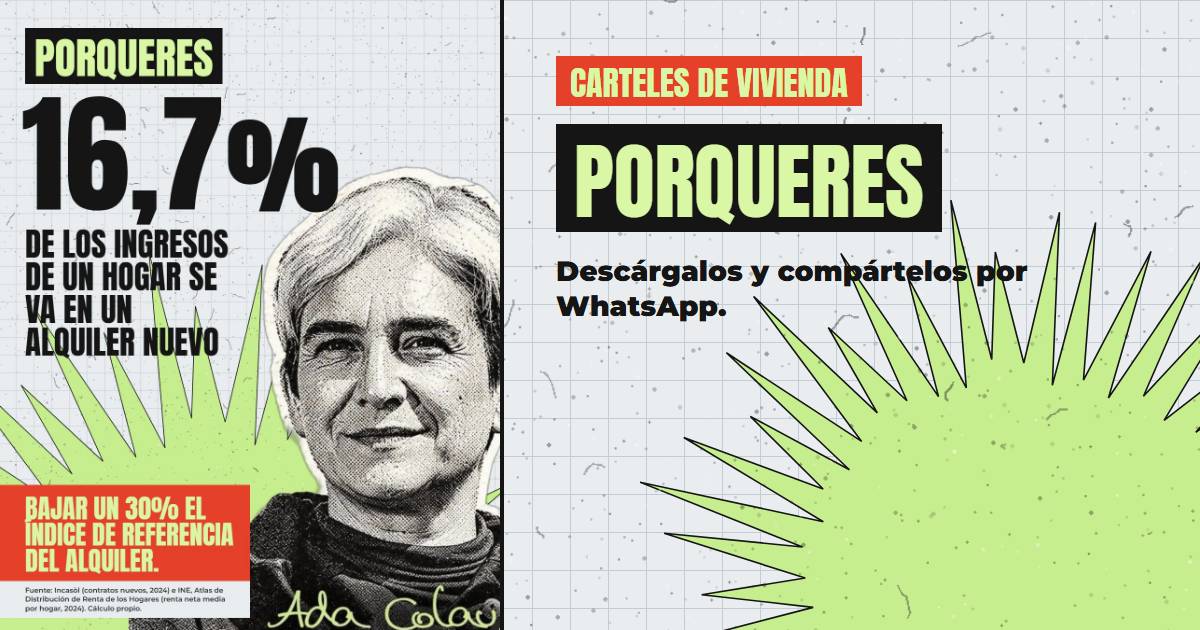 PORQUERES
16,7%
DE LOS INGRESOS
DE UN HOGAR SE
VA EN UN
ALQUILER NUEVO
BAJAR UN 30% EL
ÍNDICE DE REFERENCIA
DEL ALQUILER.
Fuente: Incasòl (contratos nuevos, 2024) e INE, Atlas de
Distribución de Renta de los Hogares (renta neta media
por hogar, 2024). Cálculo propio.
Ada Colau
CARTELES DE VIVIENDA
PORQUERES
Descárgalos y compártelos por
WhatsApp.